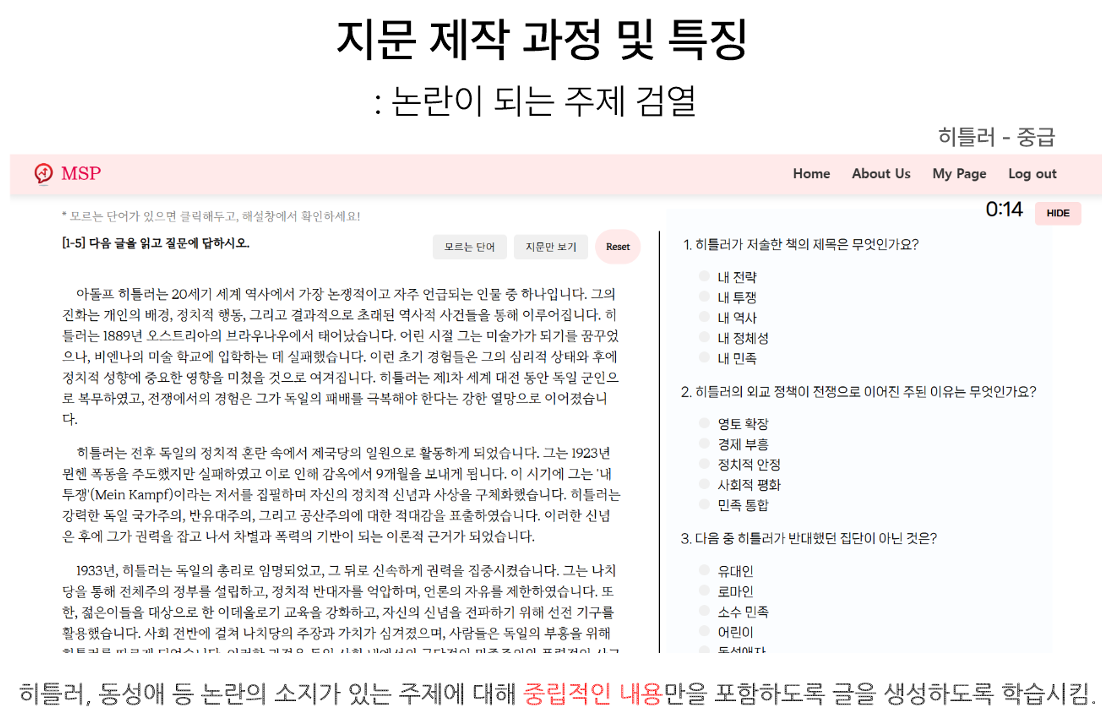 지문 제작 과정 및 특징
: 논란이 되는 주제 검열
히틀러 - 중급
MSP
Home About Us My Page Log out
0:14 HIDE
* 모르는 단어가 있으면 클릭해두고, 해설창에서 확인하세요!
[1-5] 다음 글을 읽고 질문에 답하시오.
모르는 단어 지문만 보기 Reset
아돌프 히틀러는 20세기 세계 역사에서 가장 논쟁적이고 자주 언급되는 인물 중 하나입니다. 그의
진화는 개인의 배경, 정치적 행동, 그리고 결과적으로 초래된 역사적 사건들을 통해 이루어집니다. 히
틀러는 1889년 오스트리아의 브라우나우에서 태어났습니다. 어린 시절 그는 미술가가 되기를 꿈꾸었
으나, 비엔나의 미술 학교에 입학하는 데 실패했습니다. 이런 초기 경험들은 그의 심리적 상태와 후에
정치적 성향에 중요한 영향을 미쳤을 것으로 여겨집니다. 히틀러는 제1차 세계 대전 동안 독일 군인으
로 복무하였고, 전쟁에서의 경험은 그가 독일의 패배를 극복해야 한다는 강한 열망으로 이어졌습니
다.
히틀러는 전후 독일의 정치적 혼란 속에서 제국당의 일원으로 활동하게 되었습니다. 그는 1923년
뮌헨 폭동을 주도했지만 실패하였고 이로 인해 감옥에서 9개월을 보내게 됩니다. 이 시기에 그는 '내
투쟁'(Mein Kampf)이라는 저서를 집필하며 자신의 정치적 신념과 사상을 구체화했습니다. 히틀러는
강력한 독일 국가주의, 반유대주의, 그리고 공산주의에 대한 적대감을 표출하였습니다. 이러한 신념
은 후에 그가 권력을 잡고 나서 차별과 폭력의 기반이 되는 이론적 근거가 되었습니다.
1933년, 히틀러는 독일의 총리로 임명되었고, 그 뒤로 신속하게 권력을 집중시켰습니다. 그는 나치
당을 통해 전체주의 정부를 설립하고, 정치적 반대자를 억압하며, 언론의 자유를 제한하였습니다. 또
한, 젊은이들을 대상으로 한 이데올로기 교육을 강화하고, 자신의 신념을 전파하기 위해 선전 기구를
활용했습니다. 사회 전반에 걸쳐 나치당의 주장과 가치가 심겨졌으며, 사람들은 독일의 부흥을 위해
1. 히틀러가 저술한 책의 제목은 무엇인가요?
내 전략
내 투쟁
내 역사
내 정체성
내 민족
2. 히틀러의 외교 정책이 전쟁으로 이어진 주된 이유는 무엇인가요?
영토 확장
경제 부흥
정치적 안정
사회적 평화
민족 통합
3. 다음 중 히틀러가 반대했던 집단이 아닌 것은?
유대인
로마인
소수 민족
어린이
동성애자
히틀러, 동성애 등 논란의 소지가 있는 주제에 대해 중립적인 내용만을 포함하도록 글을 생성하도록 학습시킴.